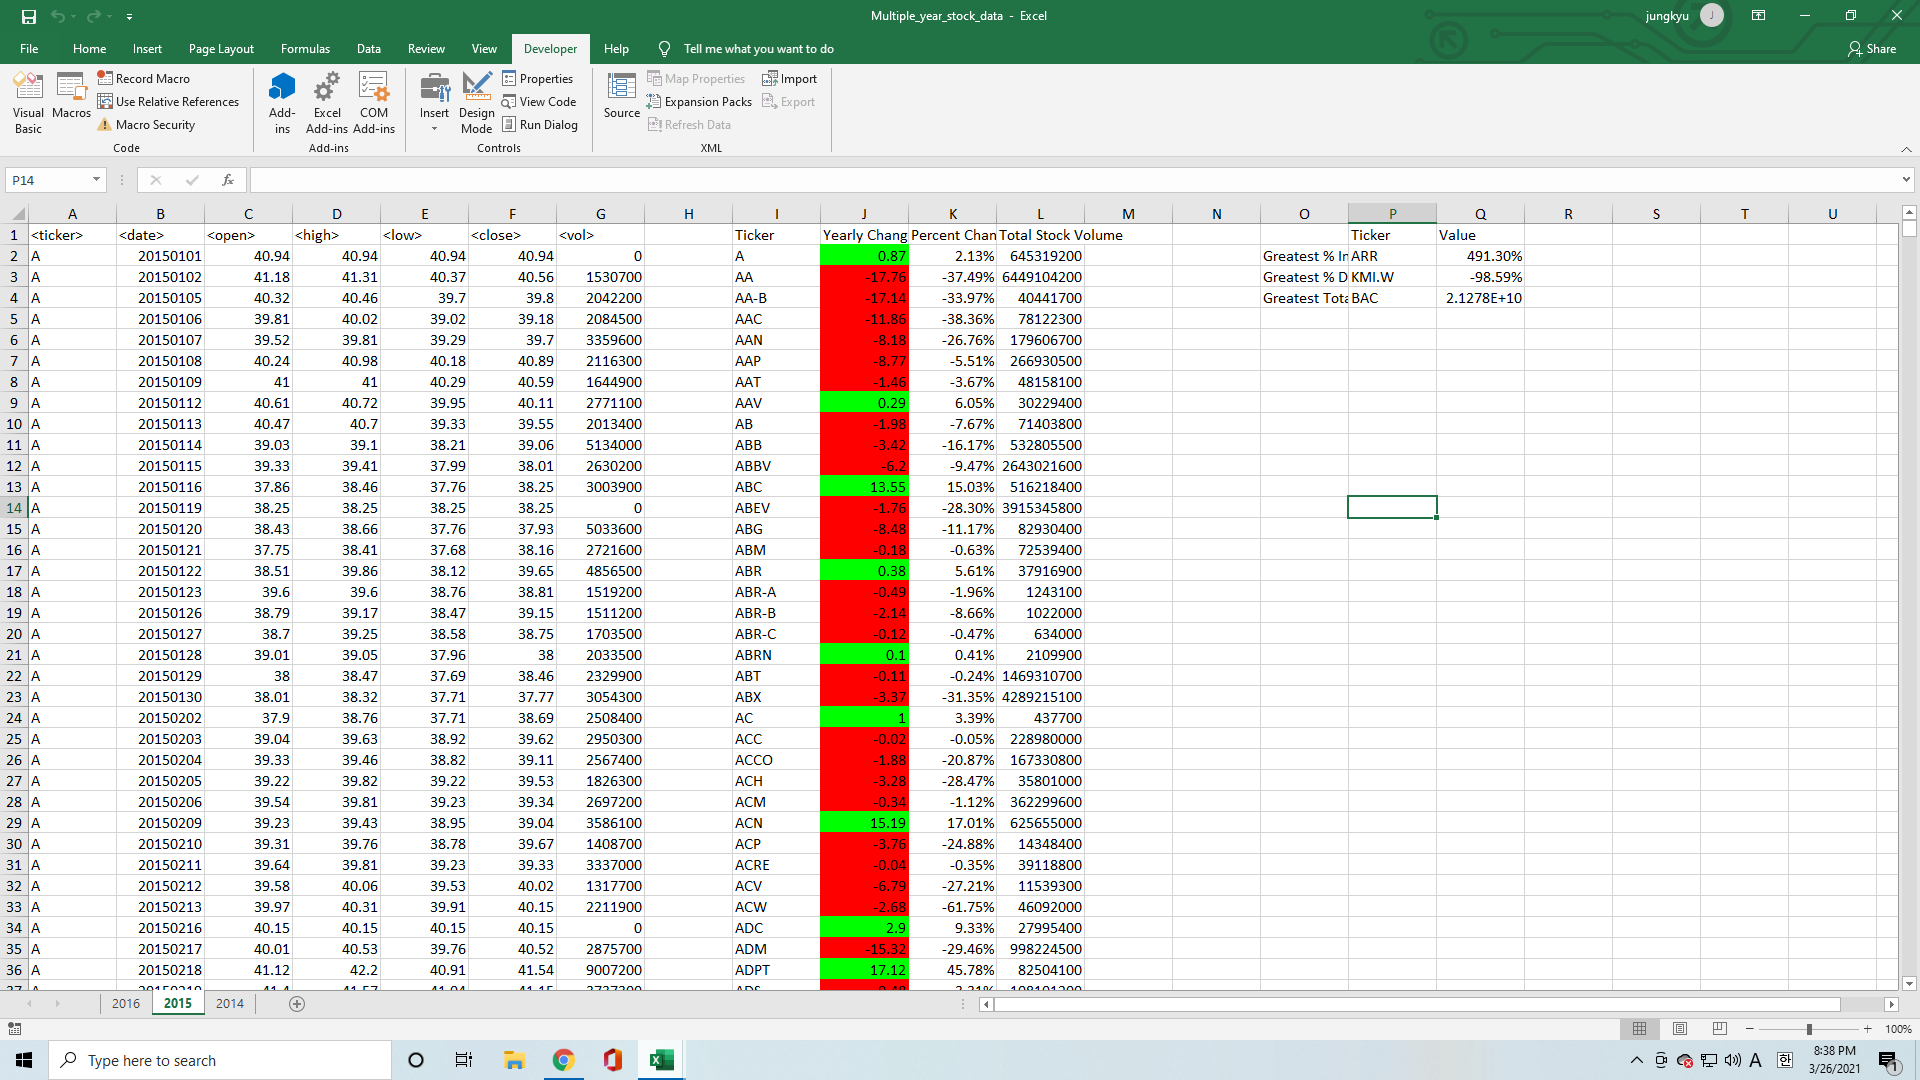 Multiple_year_stock_data - Excel
jungkyu J
File Home Insert Page Layout Formulas Data Review View Developer Help Tell me what you want to do Share
Visual Basic
Macros
Record Macro
Use Relative References
Macro Security
Code
Add-ins
Excel Add-ins
COM Add-ins
Add-ins
Insert
Design Mode
Properties
View Code
Run Dialog
Controls
Source
Map Properties
Expansion Packs
Refresh Data
Import
Export
XML
P14 fx
A B C D E F G H I J K L M N O P Q R S T U
1 <ticker> <date> <open> <high> <low> <close> <vol> Ticker Yearly Chang Percent Chan Total Stock Volume Ticker Value
2 A 20150101 40.94 40.94 40.94 40.94 0 A 0.87 2.13% 645319200 Greatest % In ARR 491.30%
3 A 20150102 41.18 41.31 40.37 40.56 1530700 AA -17.76 -37.49% 6449104200 Greatest % D KMI.W -98.59%
4 A 20150105 40.32 40.46 39.7 39.8 2042200 AA-B -17.14 -33.97% 40441700 Greatest Tota BAC 2.1278E+10
5 A 20150106 39.81 40.02 39.02 39.18 2084500 AAC -11.86 -38.36% 78122300
6 A 20150107 39.52 39.81 39.29 39.7 3359600 AAN -8.18 -26.76% 179606700
7 A 20150108 40.24 40.98 40.18 40.89 2116300 AAP -8.77 -5.51% 266930500
8 A 20150109 41 41 40.29 40.59 1644900 AAT -1.46 -3.67% 48158100
9 A 20150112 40.61 40.72 39.95 40.11 2771100 AAV 0.29 6.05% 30229400
10 A 20150113 40.47 40.7 39.33 39.55 2013400 AB -1.98 -7.67% 71403800
11 A 20150114 39.03 39.1 38.21 39.06 5134000 ABB -3.42 -16.17% 532805500
12 A 20150115 39.33 39.41 37.99 38.01 2630200 ABBV -6.2 -9.47% 2643021600
13 A 20150116 37.86 38.46 37.76 38.25 3003900 ABC 13.55 15.03% 516218400
14 A 20150119 38.25 38.25 38.25 38.25 0 ABEV -1.76 -28.30% 3915345800
15 A 20150120 38.43 38.66 37.76 37.93 5033600 ABG -8.48 -11.17% 82930400
16 A 20150121 37.75 38.41 37.68 38.16 2721600 ABM -0.18 -0.63% 72539400
17 A 20150122 38.51 39.86 38.12 39.65 4856500 ABR 0.38 5.61% 37916900
18 A 20150123 39.6 39.6 38.76 38.81 1519200 ABR-A -0.49 -1.96% 1243100
19 A 20150126 38.79 39.17 38.47 39.15 1511200 ABR-B -2.14 -8.66% 1022000
20 A 20150127 38.7 39.25 38.58 38.75 1703500 ABR-C -0.12 -0.47% 634000
21 A 20150128 39.01 39.05 37.96 38 2033500 ABRN 0.1 0.41% 2109900
22 A 20150129 38 38.47 37.69 38.46 2329900 ABT -0.11 -0.24% 1469310700
23 A 20150130 38.01 38.32 37.71 37.77 3054300 ABX -3.37 -31.35% 4289215100
24 A 20150202 37.9 38.76 37.71 38.69 2508400 AC 1 3.39% 437700
25 A 20150203 39.04 39.63 38.92 39.62 2950300 ACC -0.02 -0.05% 228980000
26 A 20150204 39.33 39.46 38.82 39.11 2567400 ACCO -1.88 -20.87% 167330800
27 A 20150205 39.22 39.82 39.22 39.53 1826300 ACH -3.28 -28.47% 35801000
28 A 20150206 39.54 39.81 39.23 39.34 2697200 ACM -0.34 -1.12% 362299600
29 A 20150209 39.23 39.43 38.95 39.04 3586100 ACN 15.19 17.01% 625655000
30 A 20150210 39.31 39.76 38.78 39.67 1408700 ACP -3.76 -24.88% 14348400
31 A 20150211 39.64 39.81 39.23 39.33 3337000 ACRE -0.04 -0.35% 39118800
32 A 20150212 39.58 40.06 39.53 40.02 1317700 ACV -6.79 -27.21% 11539300
33 A 20150213 39.97 40.31 39.91 40.15 2211900 ACW -2.68 -61.75% 46092000
34 A 20150216 40.15 40.15 40.15 40.15 0 ADC 2.9 9.33% 27995400
35 A 20150217 40.01 40.53 39.76 40.52 2875700 ADM -15.32 -29.46% 998224500
36 A 20150218 41.12 42.2 40.91 41.54 9007200 ADPT 17.12 45.78% 82504100
2016 2015 2014
100%
Type here to search
A 한 8:38 PM
3/26/2021
1